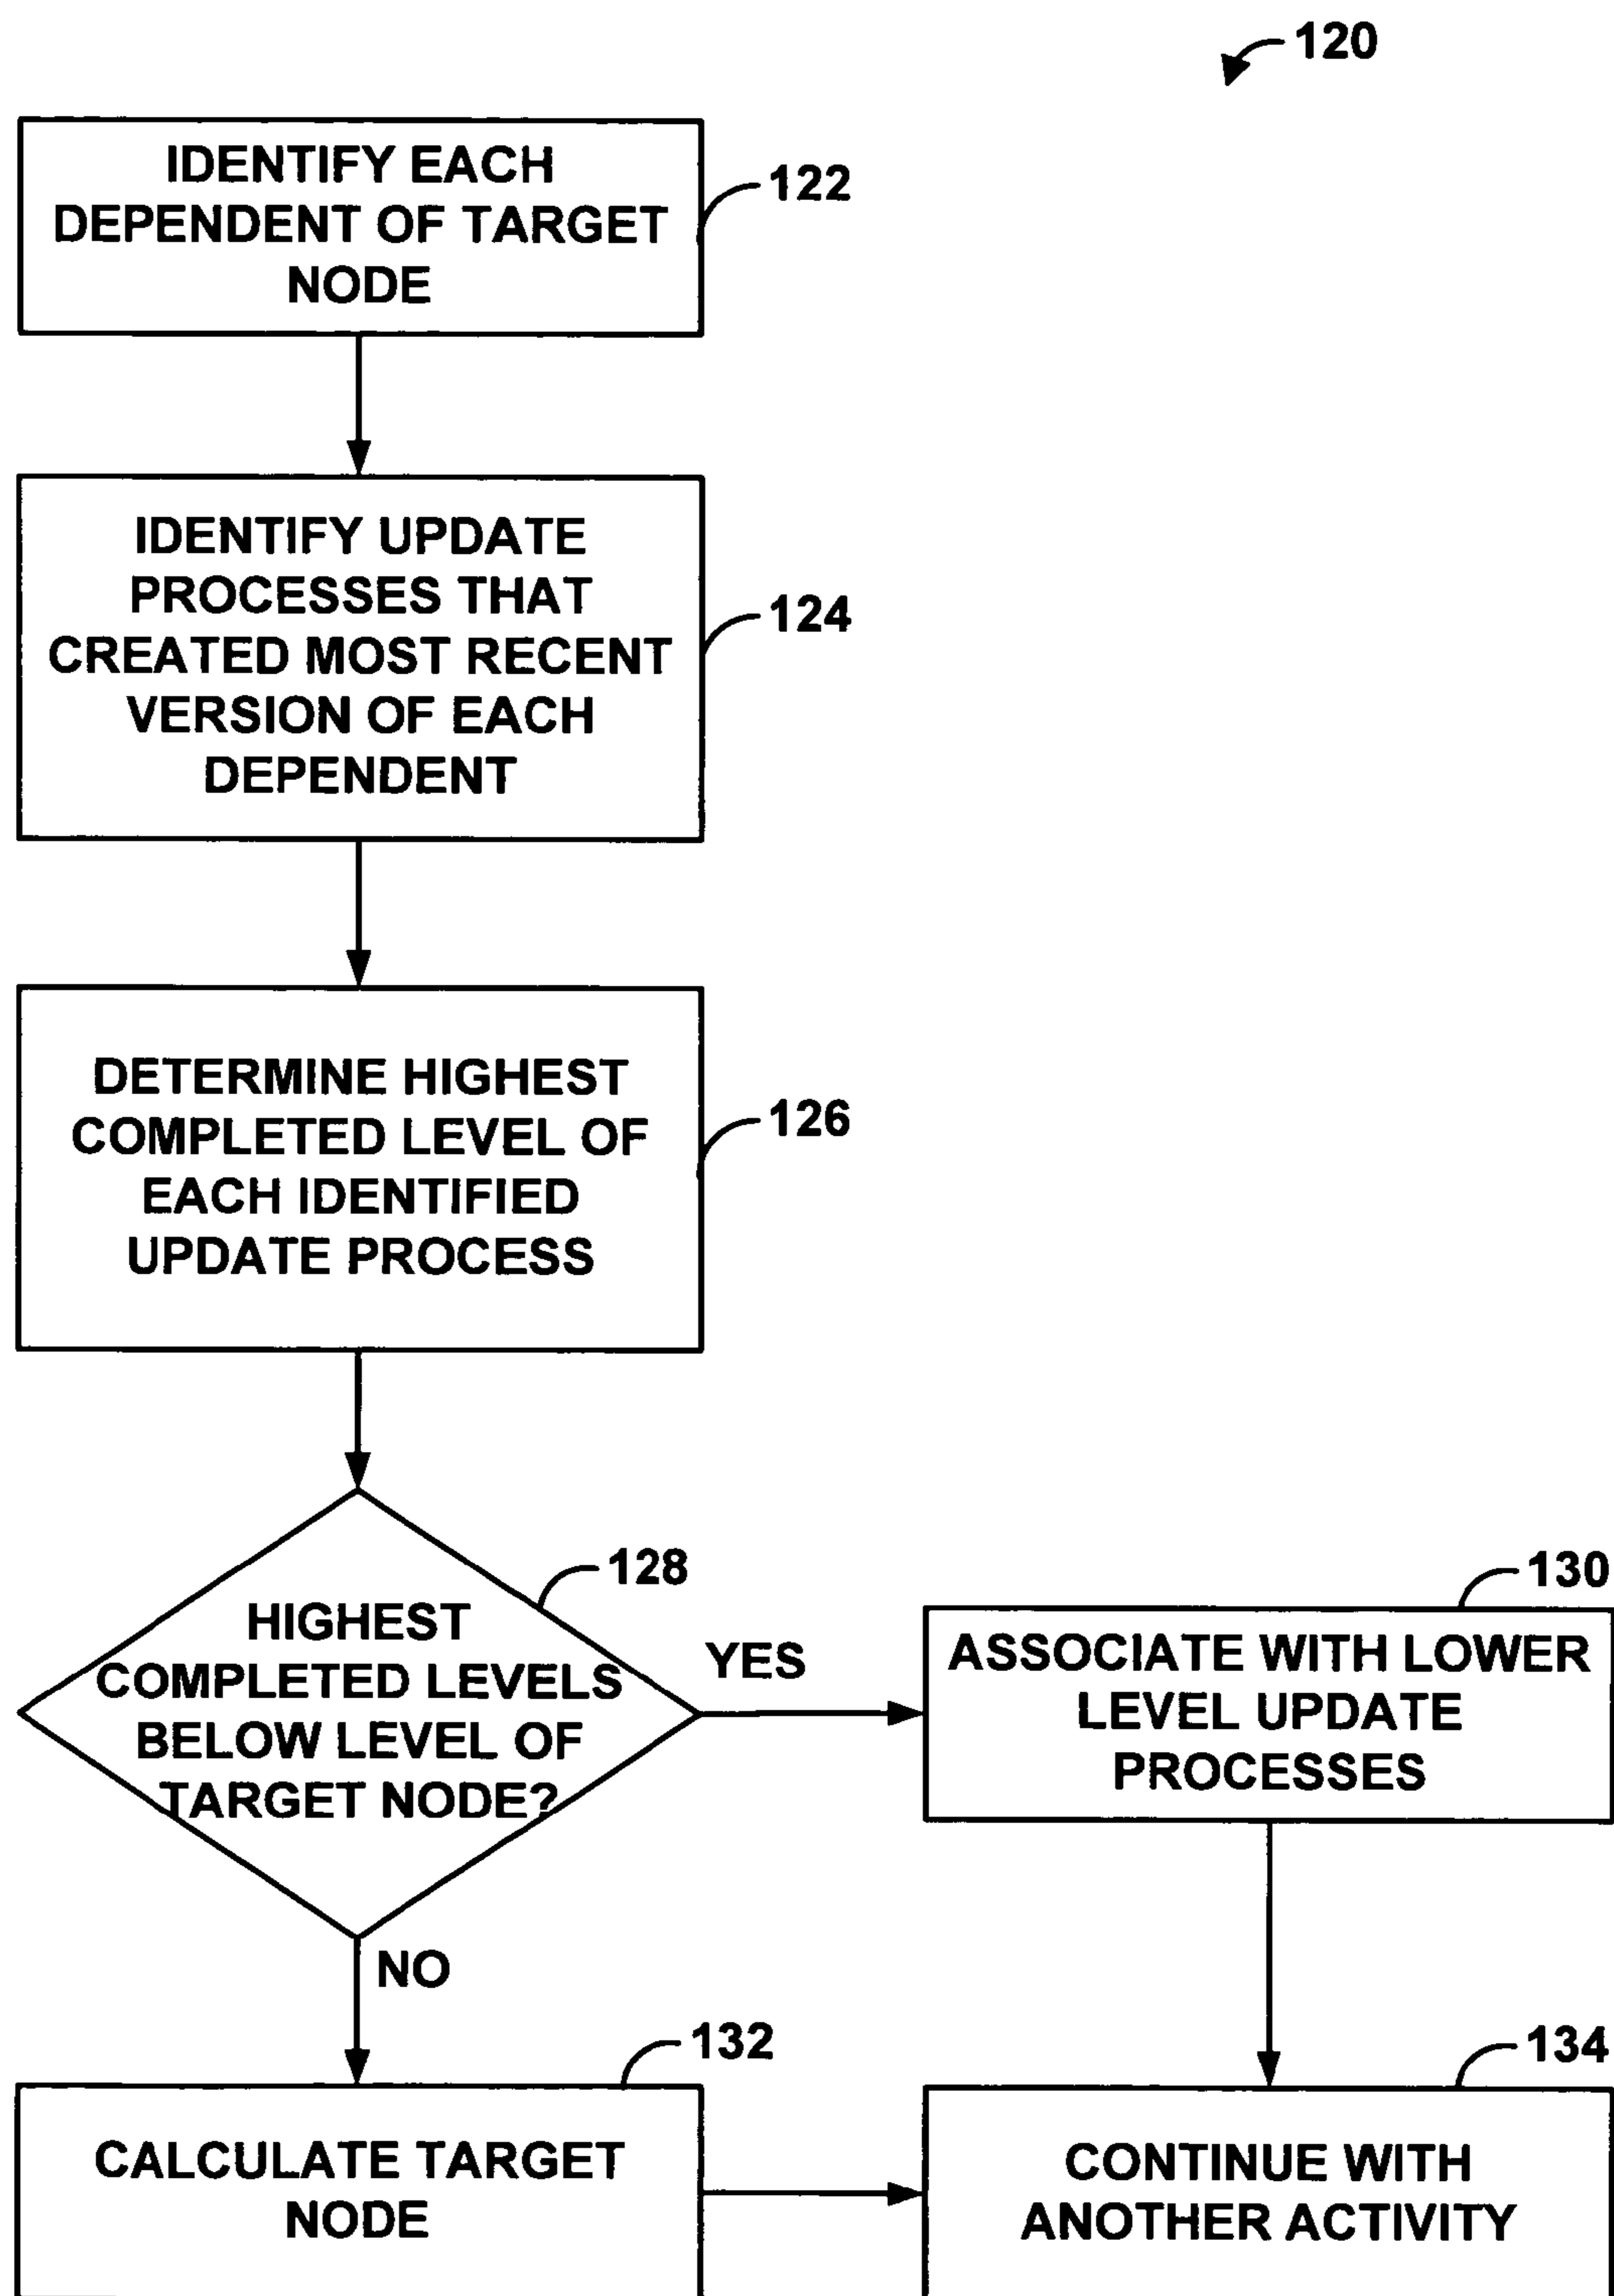 120
IDENTIFY EACH
DEPENDENT OF TARGET
NODE
122
IDENTIFY UPDATE
PROCESSES THAT
CREATED MOST RECENT
VERSION OF EACH
DEPENDENT
124
DETERMINE HIGHEST
COMPLETED LEVEL OF
EACH IDENTIFIED
UPDATE PROCESS
126
HIGHEST
COMPLETED LEVELS
BELOW LEVEL OF
TARGET NODE?
128
YES
130
ASSOCIATE WITH LOWER
LEVEL UPDATE
PROCESSES
NO
132
CALCULATE TARGET
NODE
134
CONTINUE WITH
ANOTHER ACTIVITY